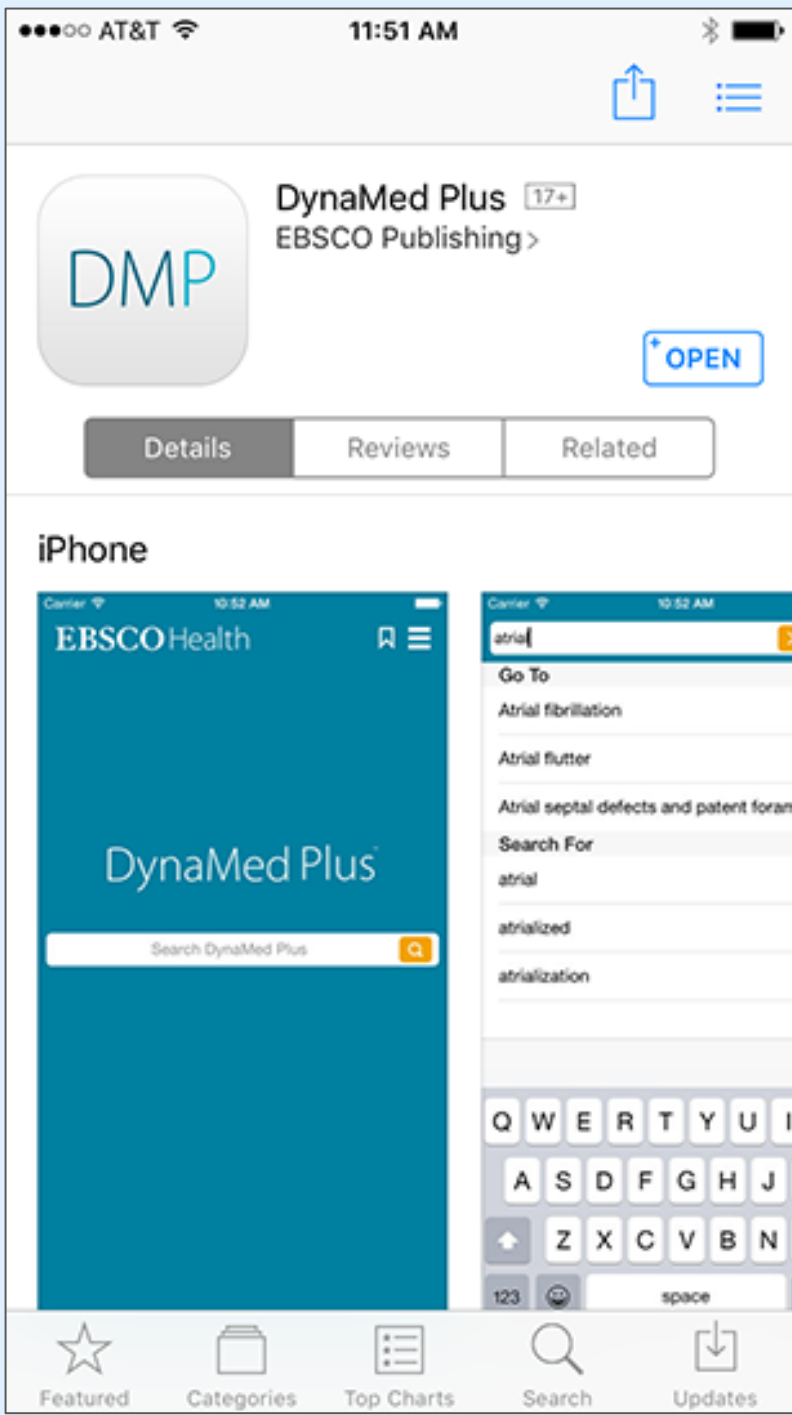 AT&T 11:51 AM
DynaMed Plus 17+
EBSCO Publishing >
DMP
+ OPEN
Details Reviews Related
iPhone
Carrier 10:52 AM
EBSCO Health
DynaMed Plus
Search DynaMed Plus
Carrier 10:52 AM
atrial
Go To
Atrial fibrillation
Atrial flutter
Atrial septal defects and patent foram
Search For
atrial
atrialized
atrialization
Q W E R T Y U I
A S D F G H J
Z X C V B N
123 space
Featured Categories Top Charts Search Updates